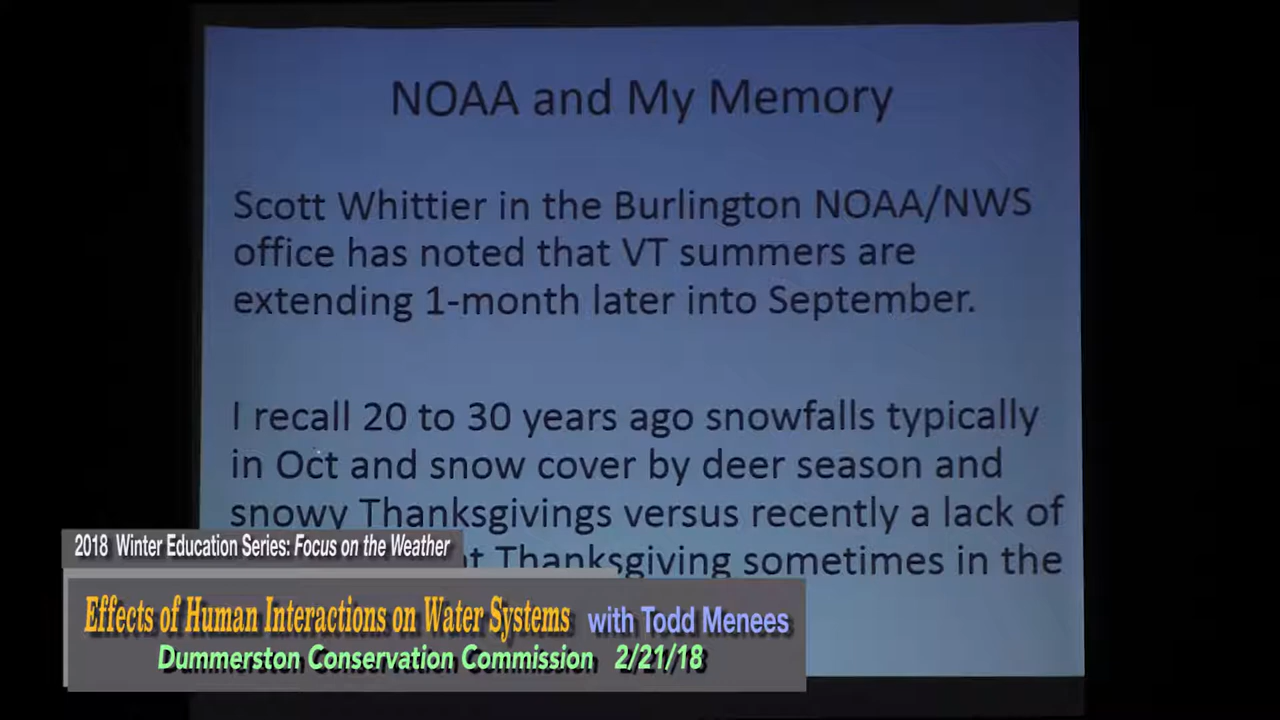 NOAA and My Memory
Scott Whittier in the Burlington NOAA/NWS
office has noted that VT summers are
extending 1-month later into September.
I recall 20 to 30 years ago snowfalls typically
in Oct and snow cover by deer season and
snowy Thanksgivings versus recently a lack of
Thanksgiving sometimes in the
2018 Winter Education Series: Focus on the Weather
Effects of Human Interactions on Water Systems with Todd Menees
Dummerston Conservation Commission 2/21/18